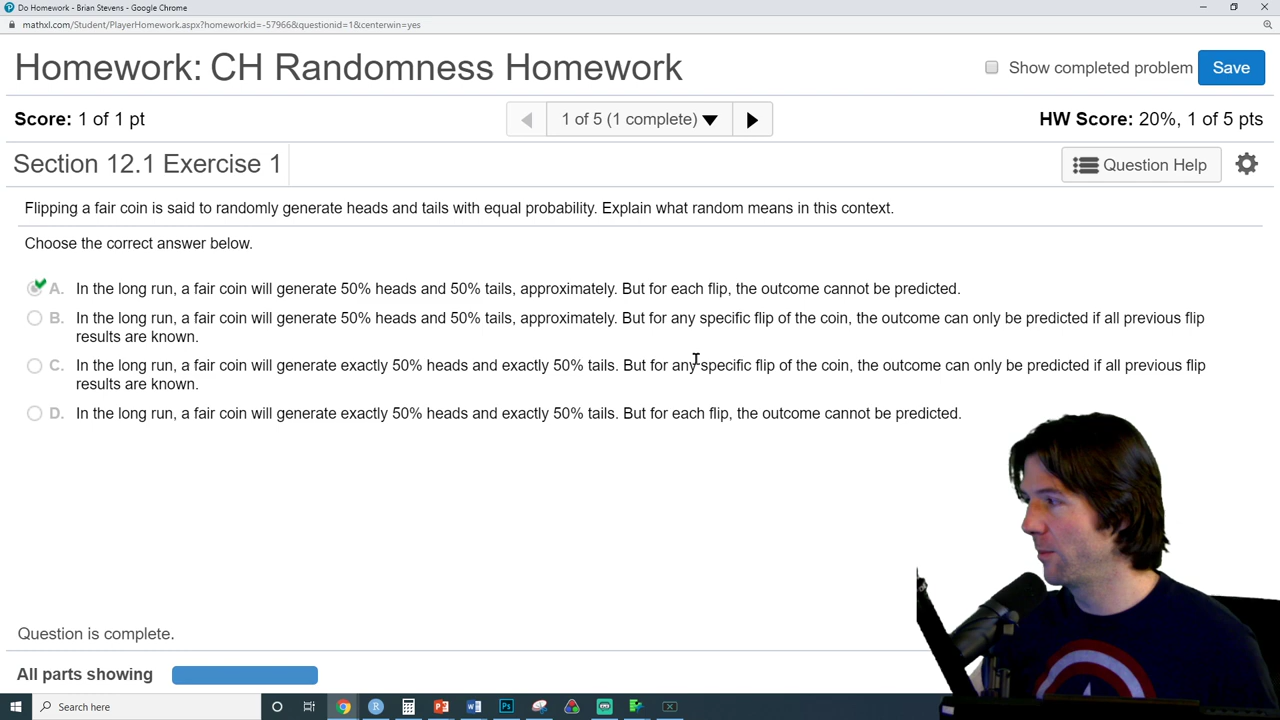 Do Homework - Brian Stevens - Google Chrome
mathxl.com/Student/PlayerHomework.aspx?homeworkid=-57966&questionid=1&centerwin=yes
Homework: CH Randomness Homework
Show completed problem
Save
Score: 1 of 1 pt
1 of 5 (1 complete)
HW Score: 20%, 1 of 5 pts
Section 12.1 Exercise 1
Question Help
Flipping a fair coin is said to randomly generate heads and tails with equal probability. Explain what random means in this context.
Choose the correct answer below.
A. In the long run, a fair coin will generate 50% heads and 50% tails, approximately. But for each flip, the outcome cannot be predicted.
B. In the long run, a fair coin will generate 50% heads and 50% tails, approximately. But for any specific flip of the coin, the outcome can only be predicted if all previous flip
results are known.
C. In the long run, a fair coin will generate exactly 50% heads and exactly 50% tails. But for any specific flip of the coin, the outcome can only be predicted if all previous flip
results are known.
D. In the long run, a fair coin will generate exactly 50% heads and exactly 50% tails. But for each flip, the outcome cannot be predicted.
Question is complete.
All parts showing
Search here